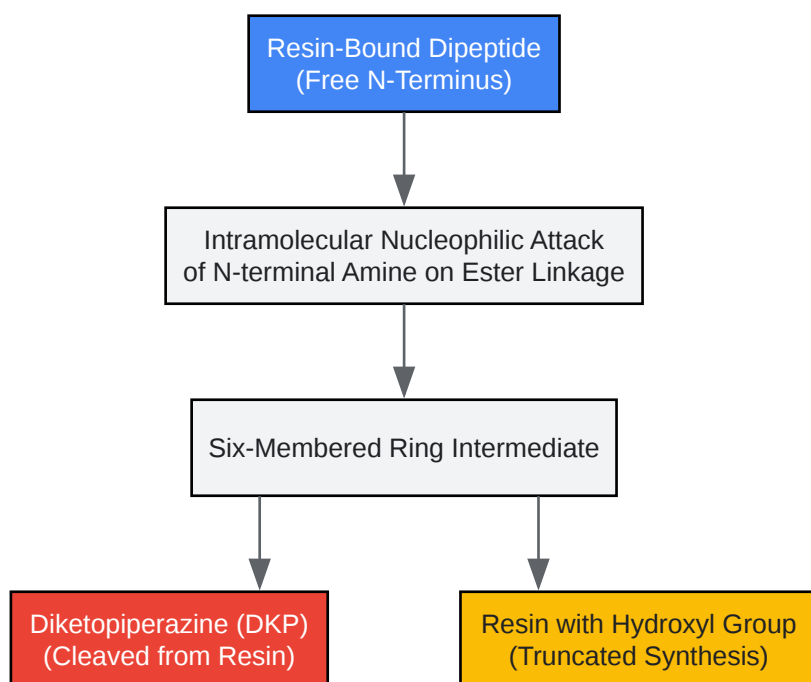 Resin-Bound Dipeptide
(Free N-Terminus)
Intramolecular Nucleophilic Attack
of N-terminal Amine on Ester Linkage
Six-Membered Ring Intermediate
Diketopiperazine (DKP)
(Cleaved from Resin)
Resin with Hydroxyl Group
(Truncated Synthesis)